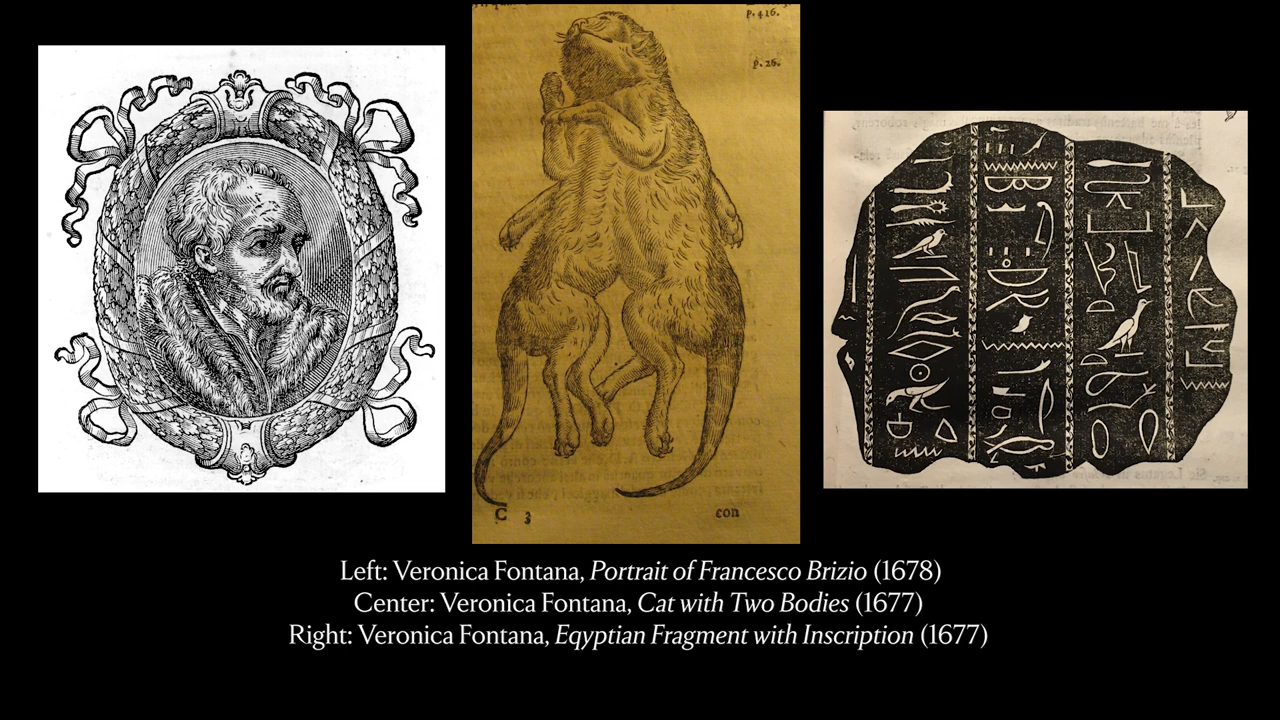 p. 416.
p. 26.
C 3
con
Left: Veronica Fontana, Portrait of Francesco Brizio (1678)
Center: Veronica Fontana, Cat with Two Bodies (1677)
Right: Veronica Fontana, Eqyptian Fragment with Inscription (1677)